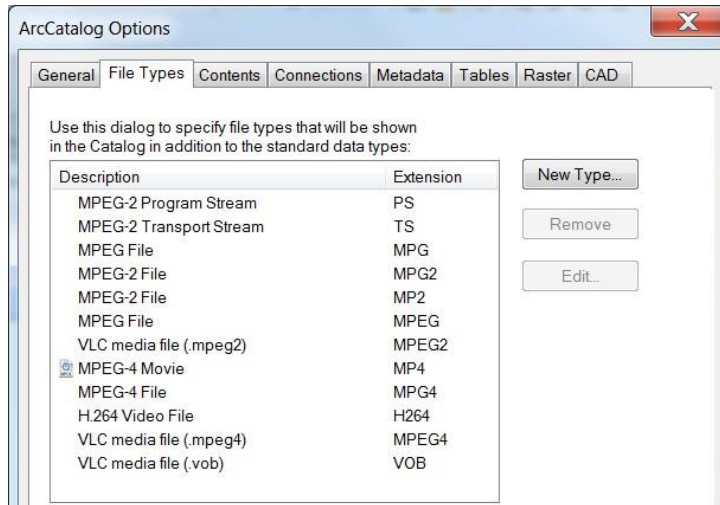 ArcCatalog Options
General File Types Contents Connections Metadata Tables Raster CAD
Use this dialog to specify file types that will be shown
in the Catalog in addition to the standard data types:
Description Extension
New Type...
MPEG-2 Program Stream PS
MPEG-2 Transport Stream TS
Remove
MPEG File MPG
MPEG-2 File MPG2
Edit...
MPEG-2 File MP2
MPEG File MPEG
VLC media file (.mpeg2) MPEG2
MPEG-4 Movie MP4
MPEG-4 File MPG4
H.264 Video File H264
VLC media file (.mpeg4) MPEG4
VLC media file (.vob) VOB